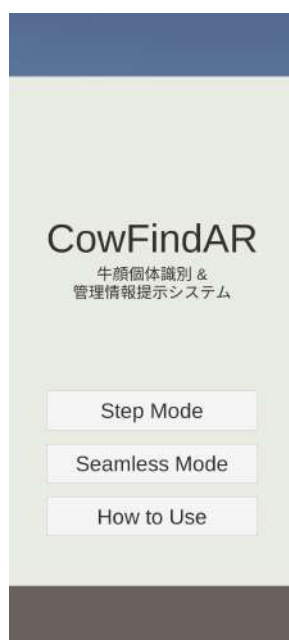 CowFindAR
牛顔個体識別 &
管理情報提示システム
Step Mode
Seamless Mode
How to Use